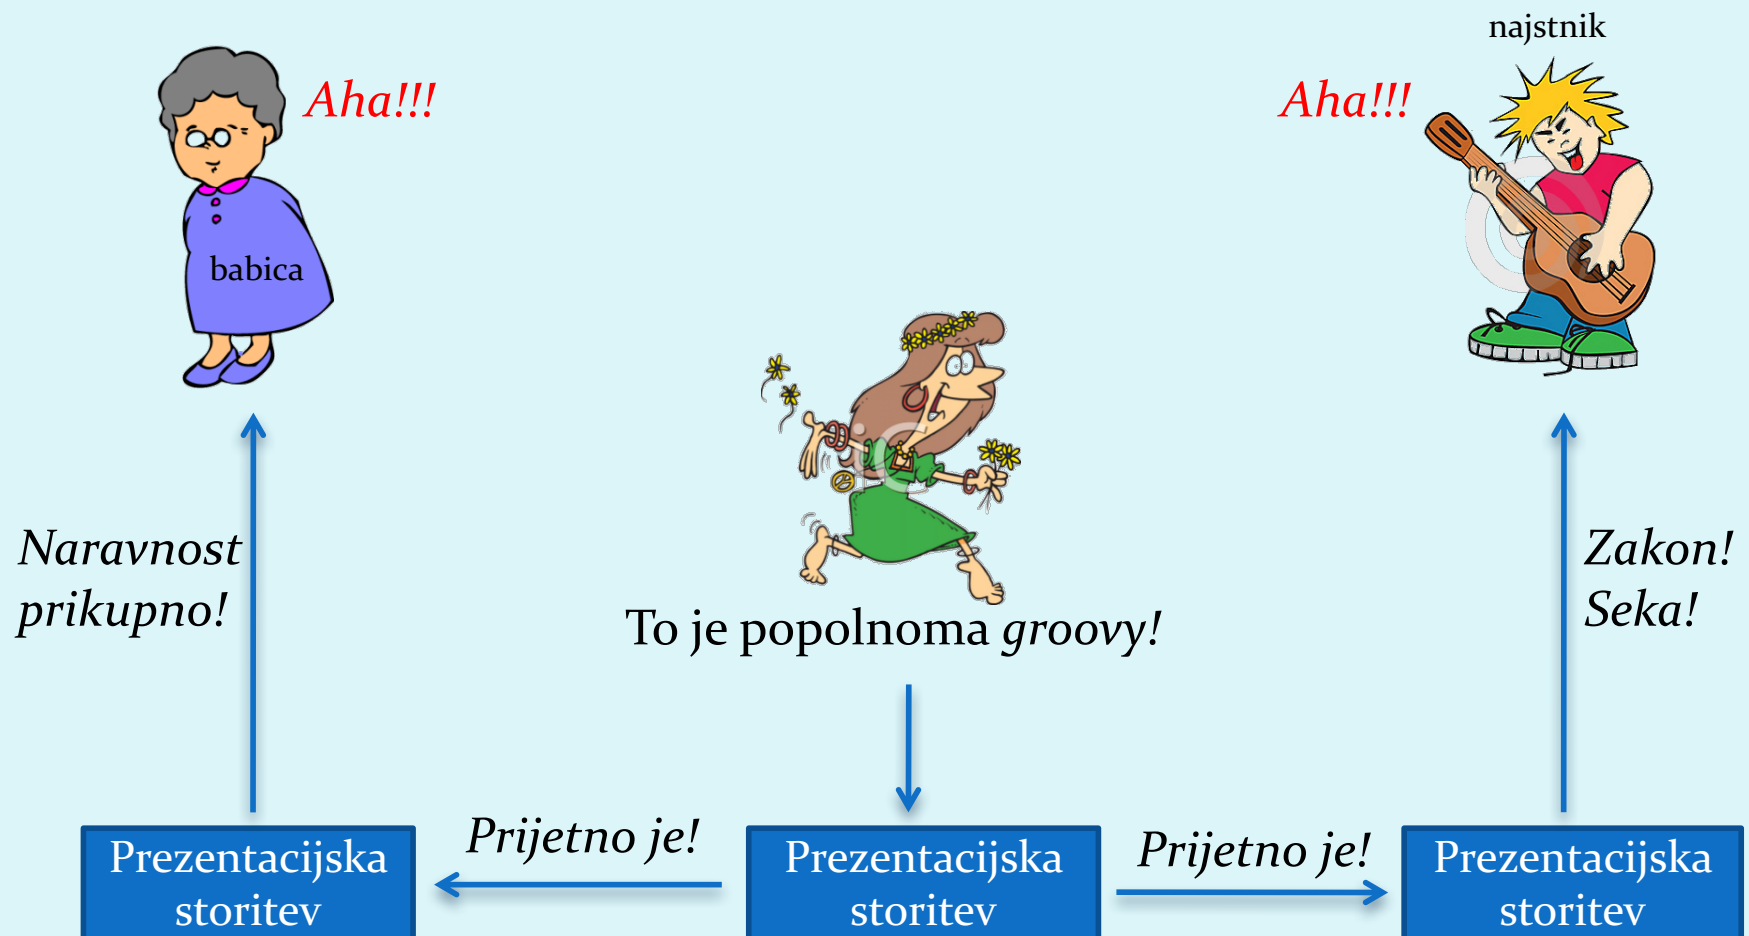 najstnik
Aha!!!
Aha!!!
babica
Naravnost
prikupno!
Zakon!
Seka!
To je popolnoma groovy!
Prijetno je!
Prijetno je!
Prezentacijska
storitev
Prezentacijska
storitev
Prezentacijska
storitev
iC
©